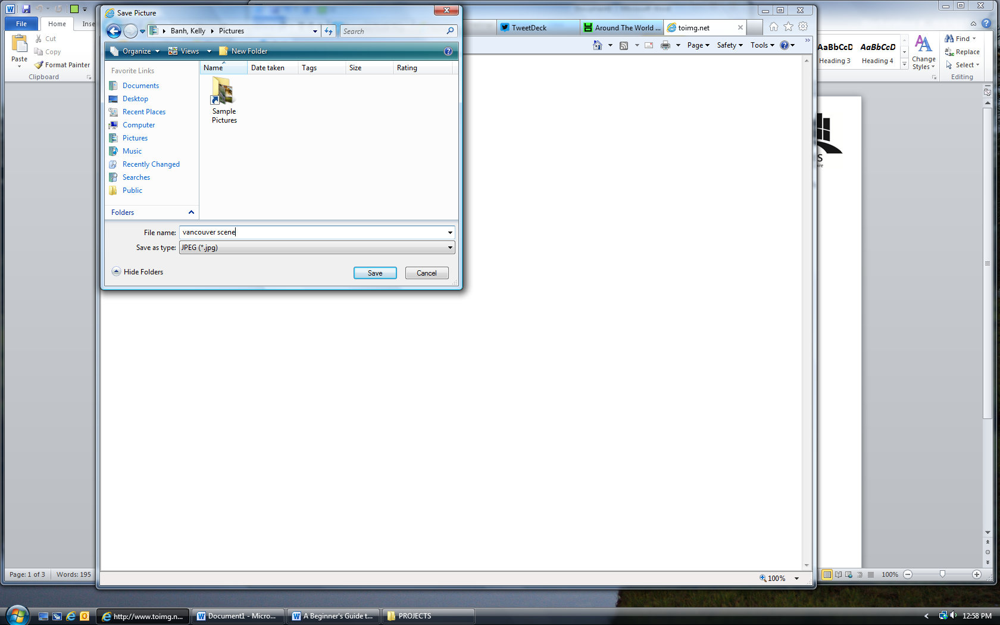 Save Picture
File
Home
Inse
Cut
Copy
Paste
Format Painter
Clipboard
Banh, Kelly
Pictures
Search
Organize
Views
New Folder
Favorite Links
Documents
Desktop
Recent Places
Computer
Pictures
Music
Recently Changed
Searches
Public
Folders
Name
Date taken
Tags
Size
Rating
Sample
Pictures
File name:
vancouver scene
Save as type:
JPEG (*.jpg)
Hide Folders
Save
Cancel
TweetDeck
Around The World ...
toimg.net
Page
Safety
Tools
AaBbCcD
AaBbCcD
Heading 3
Heading 4
Change
Styles
Find
Replace
Select
Editing
S
ire
100%
Page: 1 of 3
Words: 195
100%
http://www.toimg.n...
Document1 - Micro...
A Beginner's Guide t...
PROJECTS
12:58 PM